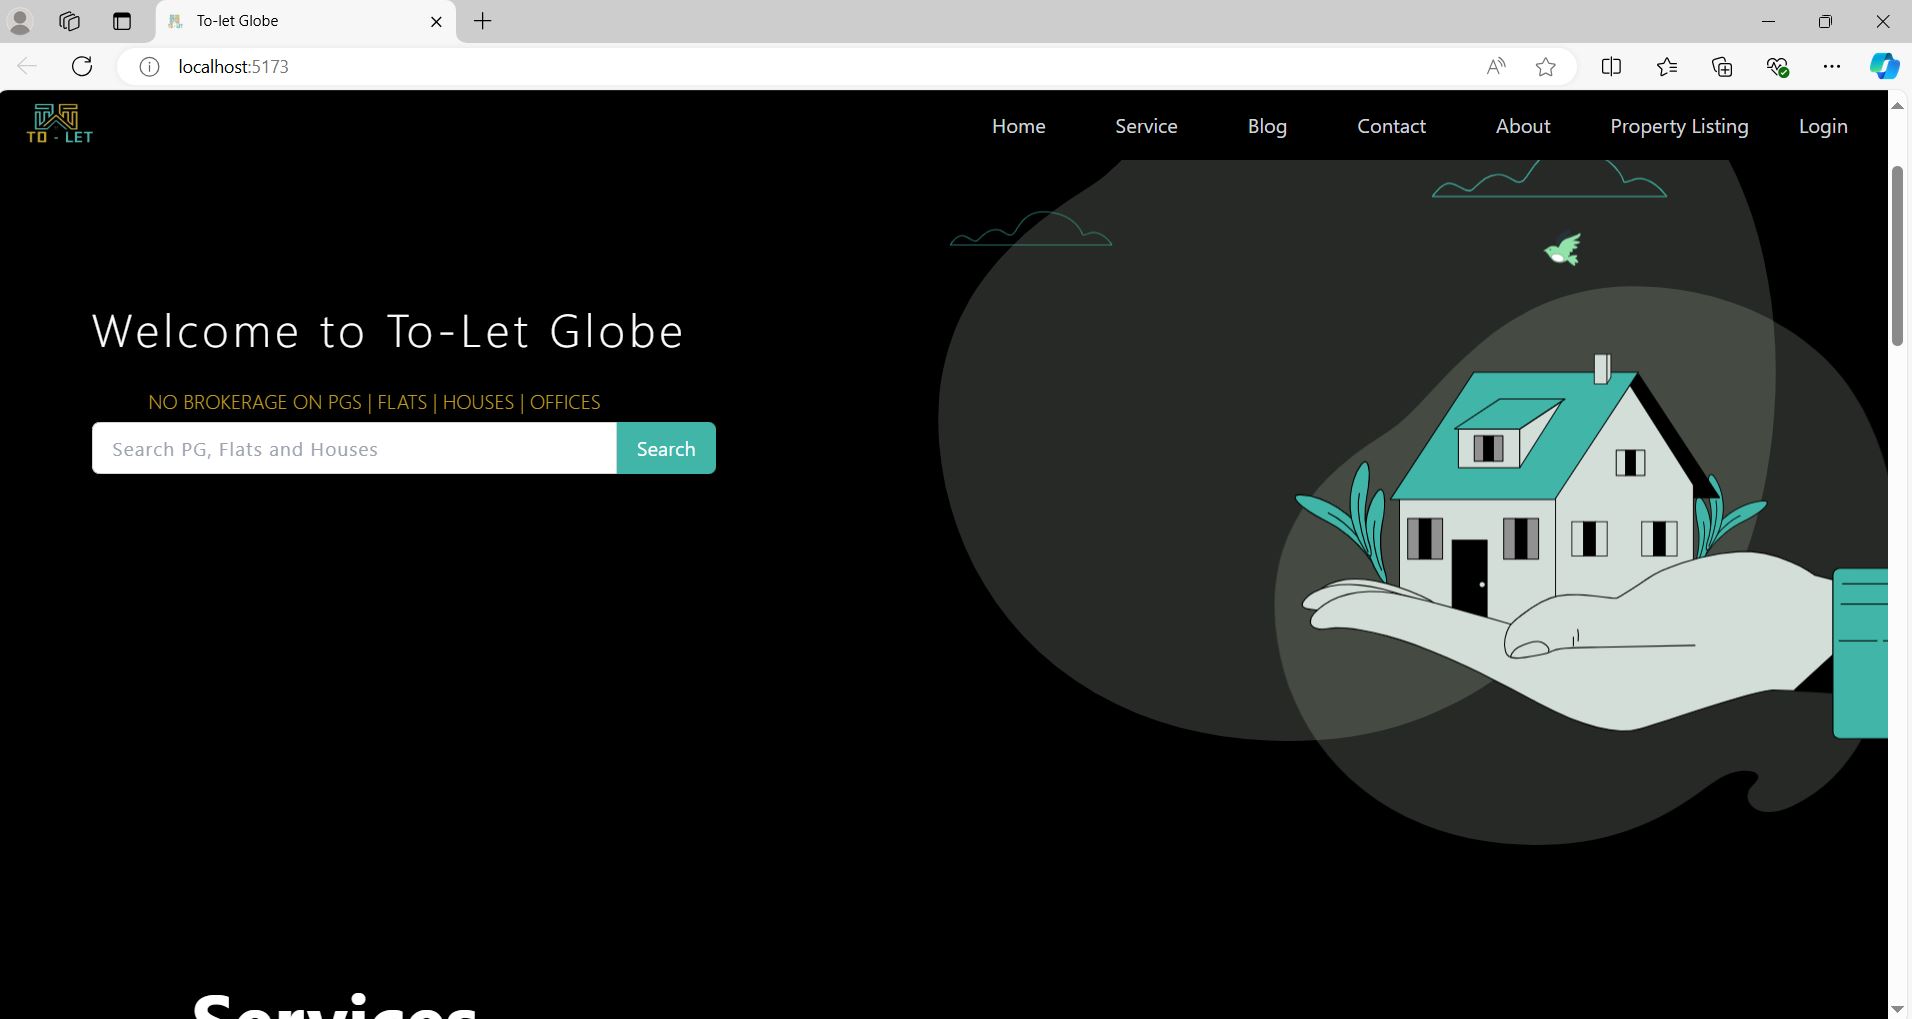 To-let Globe
localhost:5173
TO - LET
Home Service Blog Contact About Property Listing Login
Welcome to To-Let Globe
NO BROKERAGE ON PGS | FLATS | HOUSES | OFFICES
Search PG, Flats and Houses Search
Services